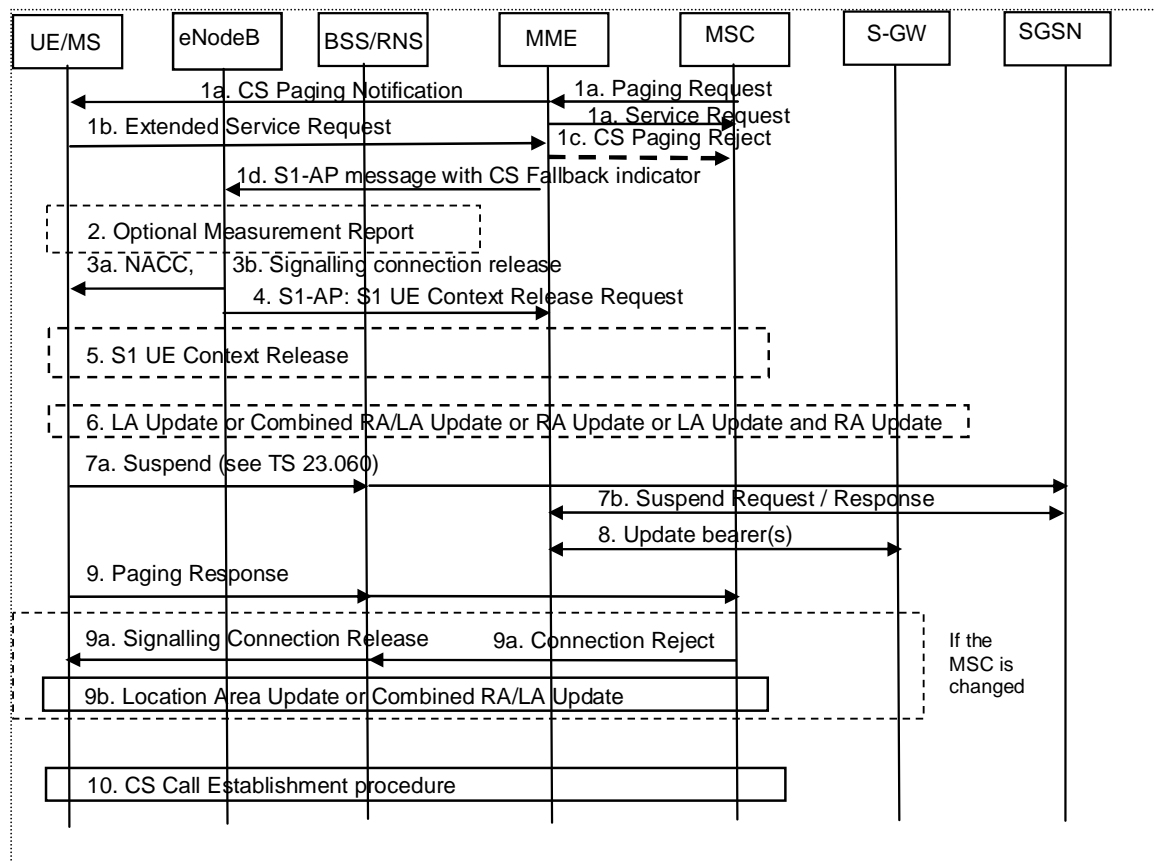 UE/MS
eNodeB
BSS/RNS
MME
MSC
S-GW
SGSN
1a. CS Paging Notification
1a. Paging Request
1a. Service Request
1b. Extended Service Request
1c. CS Paging Reject
1d. S1-AP message with CS Fallback indicator
2. Optional Measurement Report
3a. NACC,
3b. Signalling connection release
4. S1-AP: S1 UE Context Release Request
5. S1 UE Context Release
6. LA Update or Combined RA/LA Update or RA Update or LA Update and RA Update
7a. Suspend (see TS 23.060)
7b. Suspend Request / Response
8. Update bearer(s)
9. Paging Response
9a. Signalling Connection Release
9a. Connection Reject
If the
MSC is
changed
9b. Location Area Update or Combined RA/LA Update
10. CS Call Establishment procedure